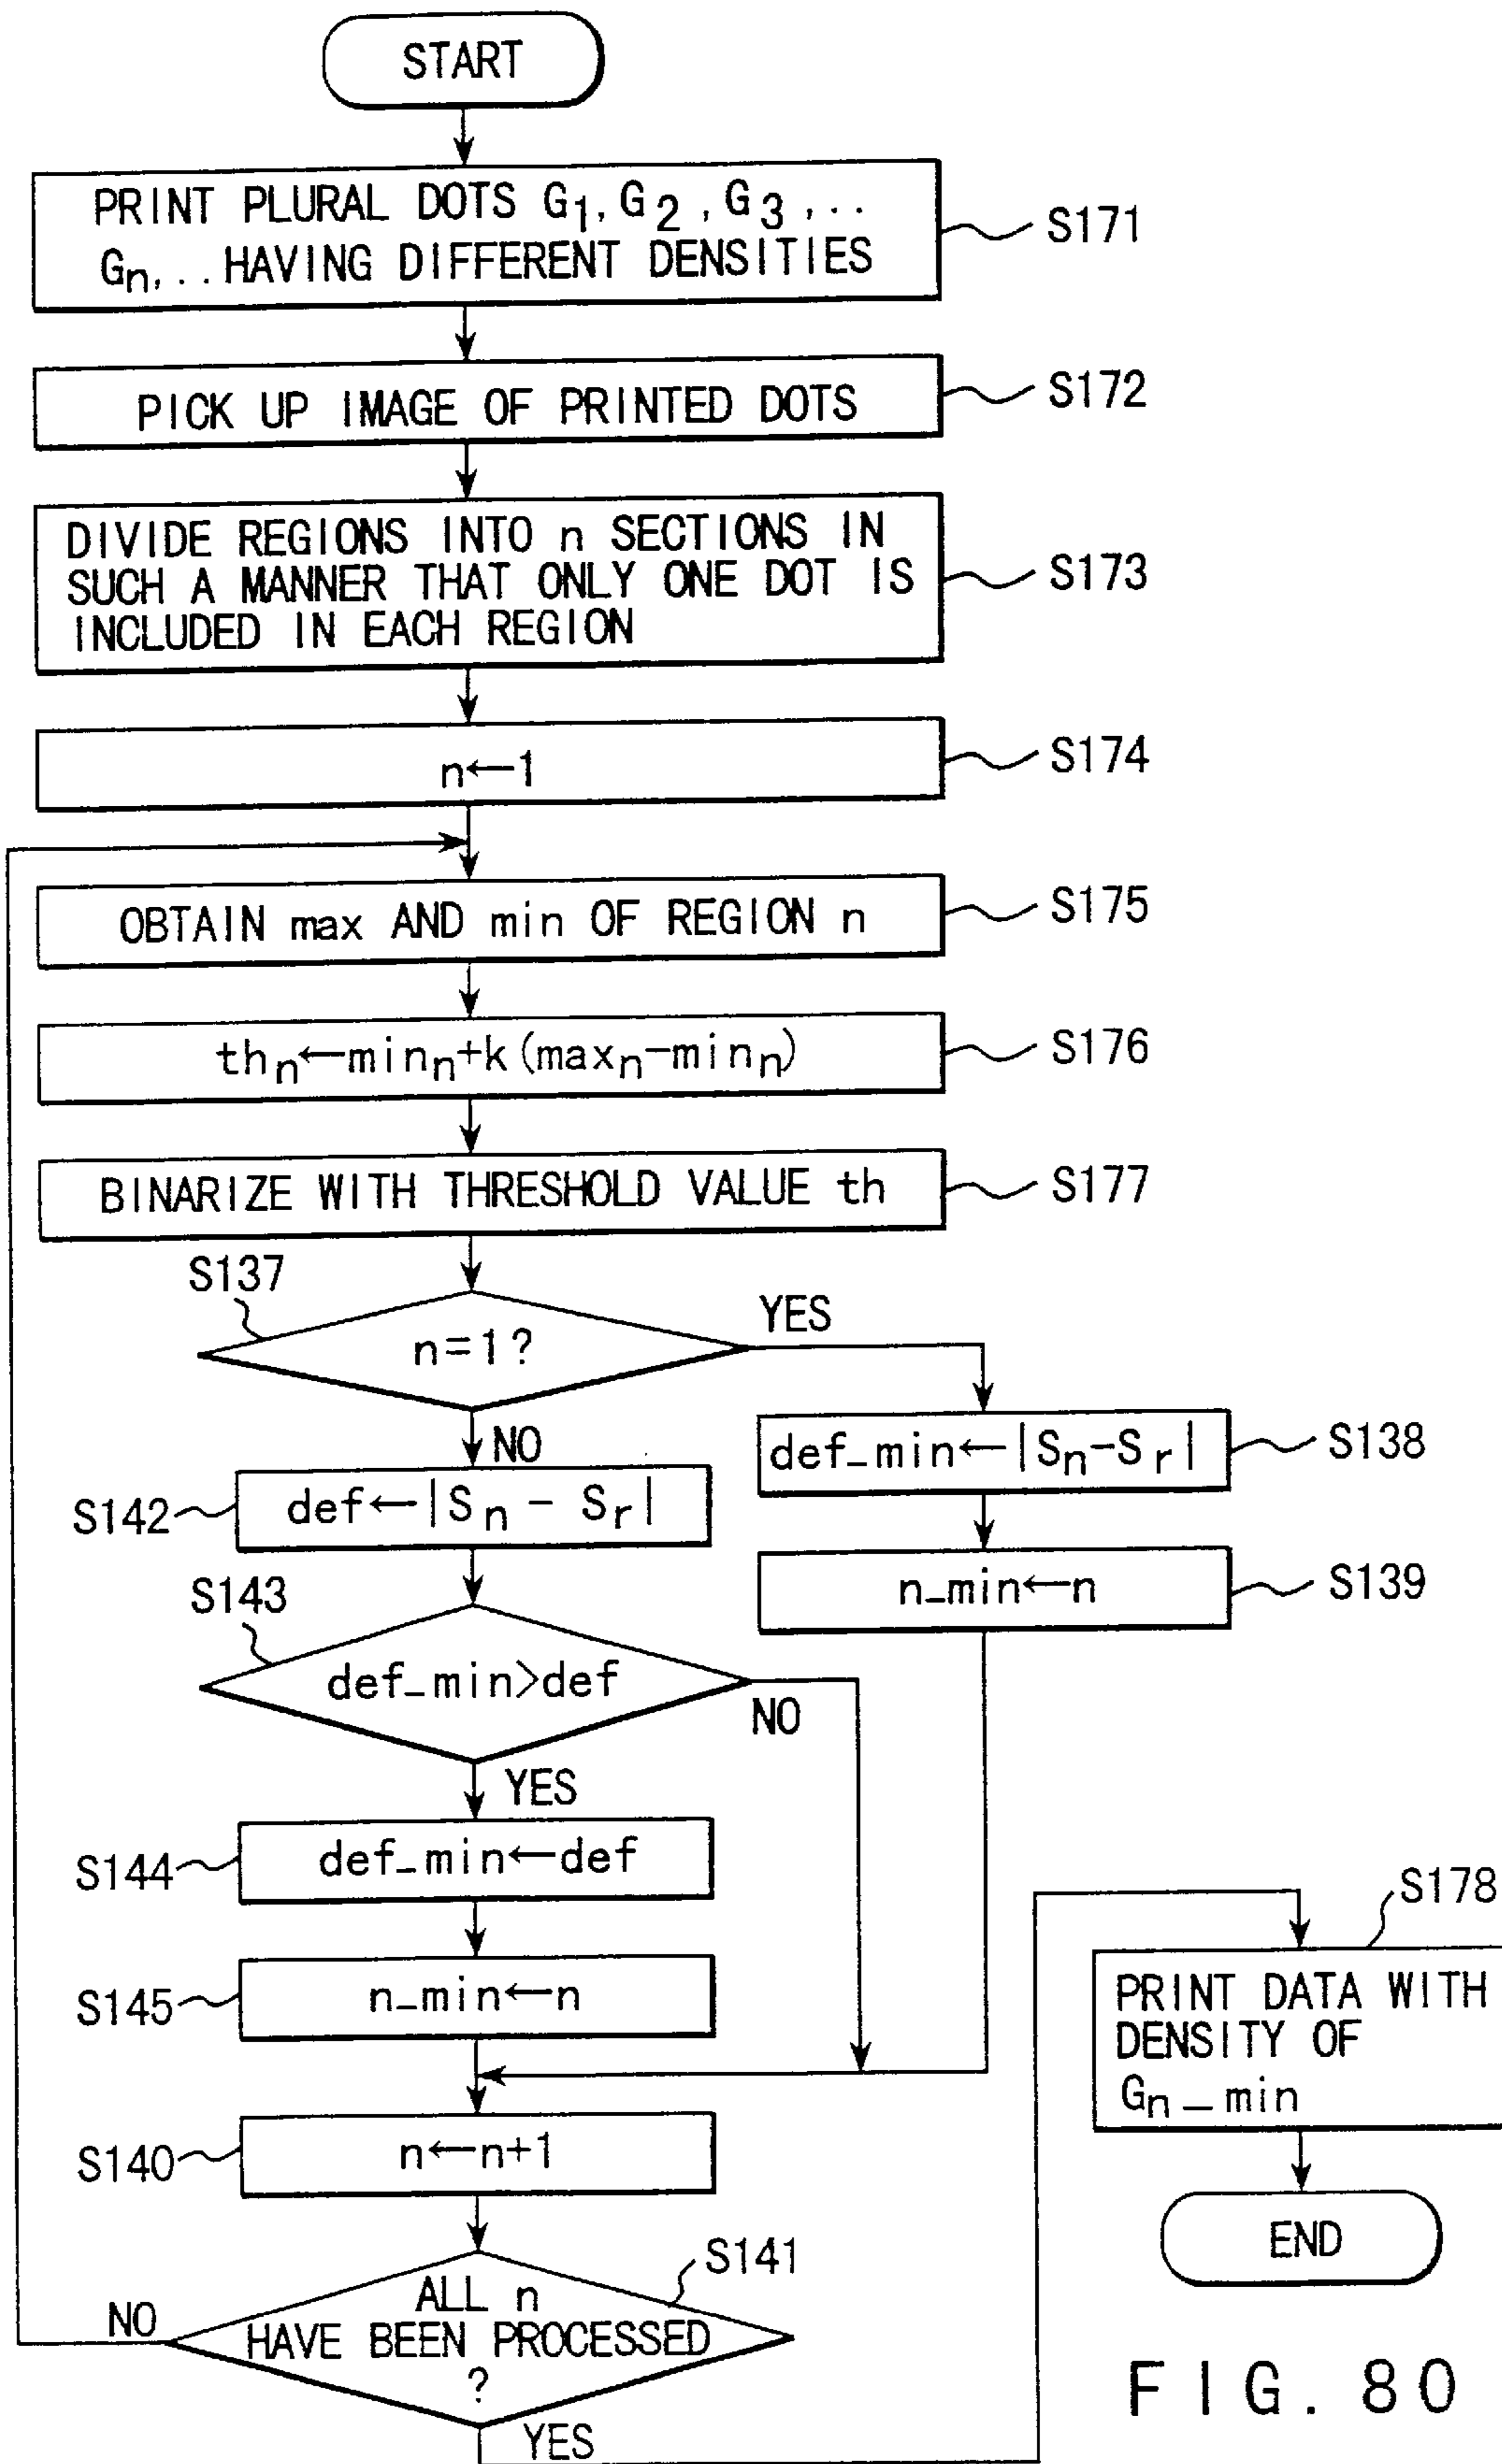 START
PRINT PLURAL DOTS G1, G2, G3, ..
Gn, .. HAVING DIFFERENT DENSITIES
S171
PICK UP IMAGE OF PRINTED DOTS
S172
DIVIDE REGIONS INTO n SECTIONS IN
SUCH A MANNER THAT ONLY ONE DOT IS
INCLUDED IN EACH REGION
S173
n←1
S174
OBTAIN max AND min OF REGION n
S175
thn←minn+k(maxn-minn)
S176
BINARIZE WITH THRESHOLD VALUE th
S177
S137
n=1?
YES
NO
def_min←|Sn-Sr|
S138
S142
def←|Sn - Sr|
n_min←n
S139
S143
def_min>def
NO
YES
S144
def_min←def
S145
n_min←n
S140
n←n+1
S141
ALL n
HAVE BEEN PROCESSED
?
NO
YES
S178
PRINT DATA WITH
DENSITY OF
Gn_min
END
FIG. 80